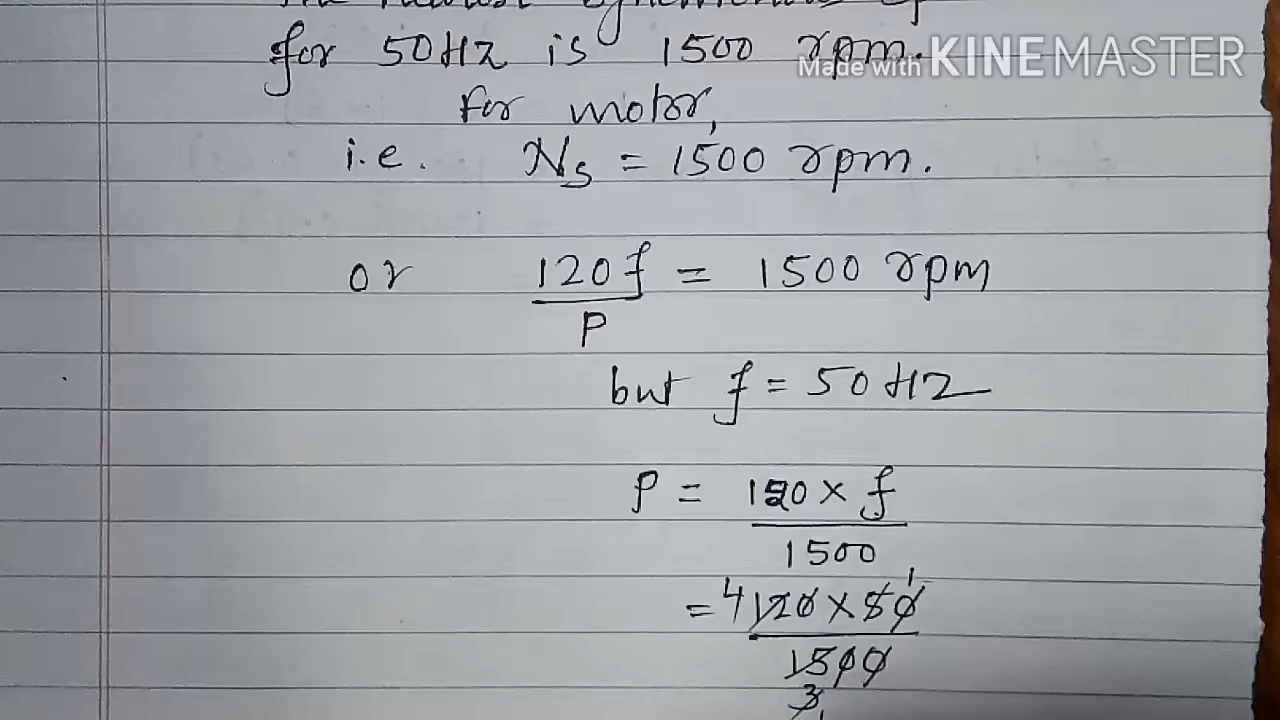 for 50Hz is 1500 rpm.
Made with KINEMASTER
for motor,
i.e. Ns = 1500 rpm.
or 120f / P = 1500 rpm
but f = 50Hz
P = 120 × f / 1500
= 4 120 × 50 1 / 1500
3